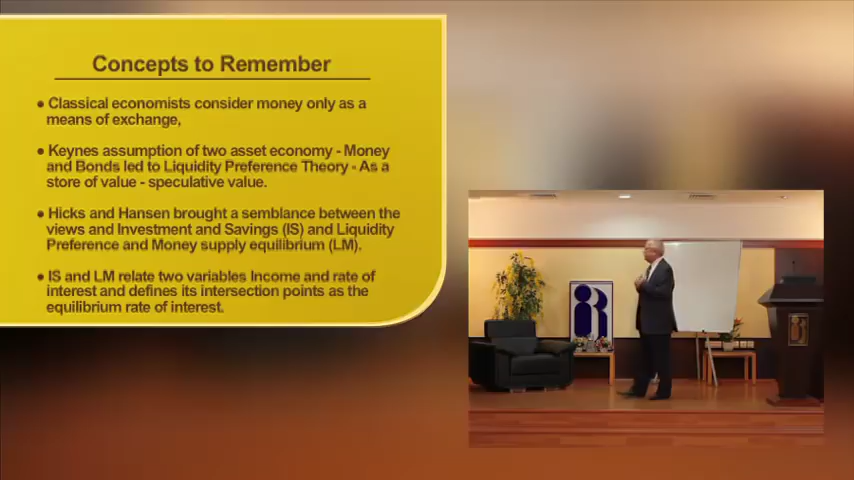 Concepts to Remember
● Classical economists consider money only as a
means of exchange,
● Keynes assumption of two asset economy - Money
and Bonds led to Liquidity Preference Theory - As a
store of value - speculative value.
● Hicks and Hansen brought a semblance between the
views and Investment and Savings (IS) and Liquidity
Preference and Money supply equilibrium (LM).
● IS and LM relate two variables Income and rate of
interest and defines its intersection points as the
equilibrium rate of interest.